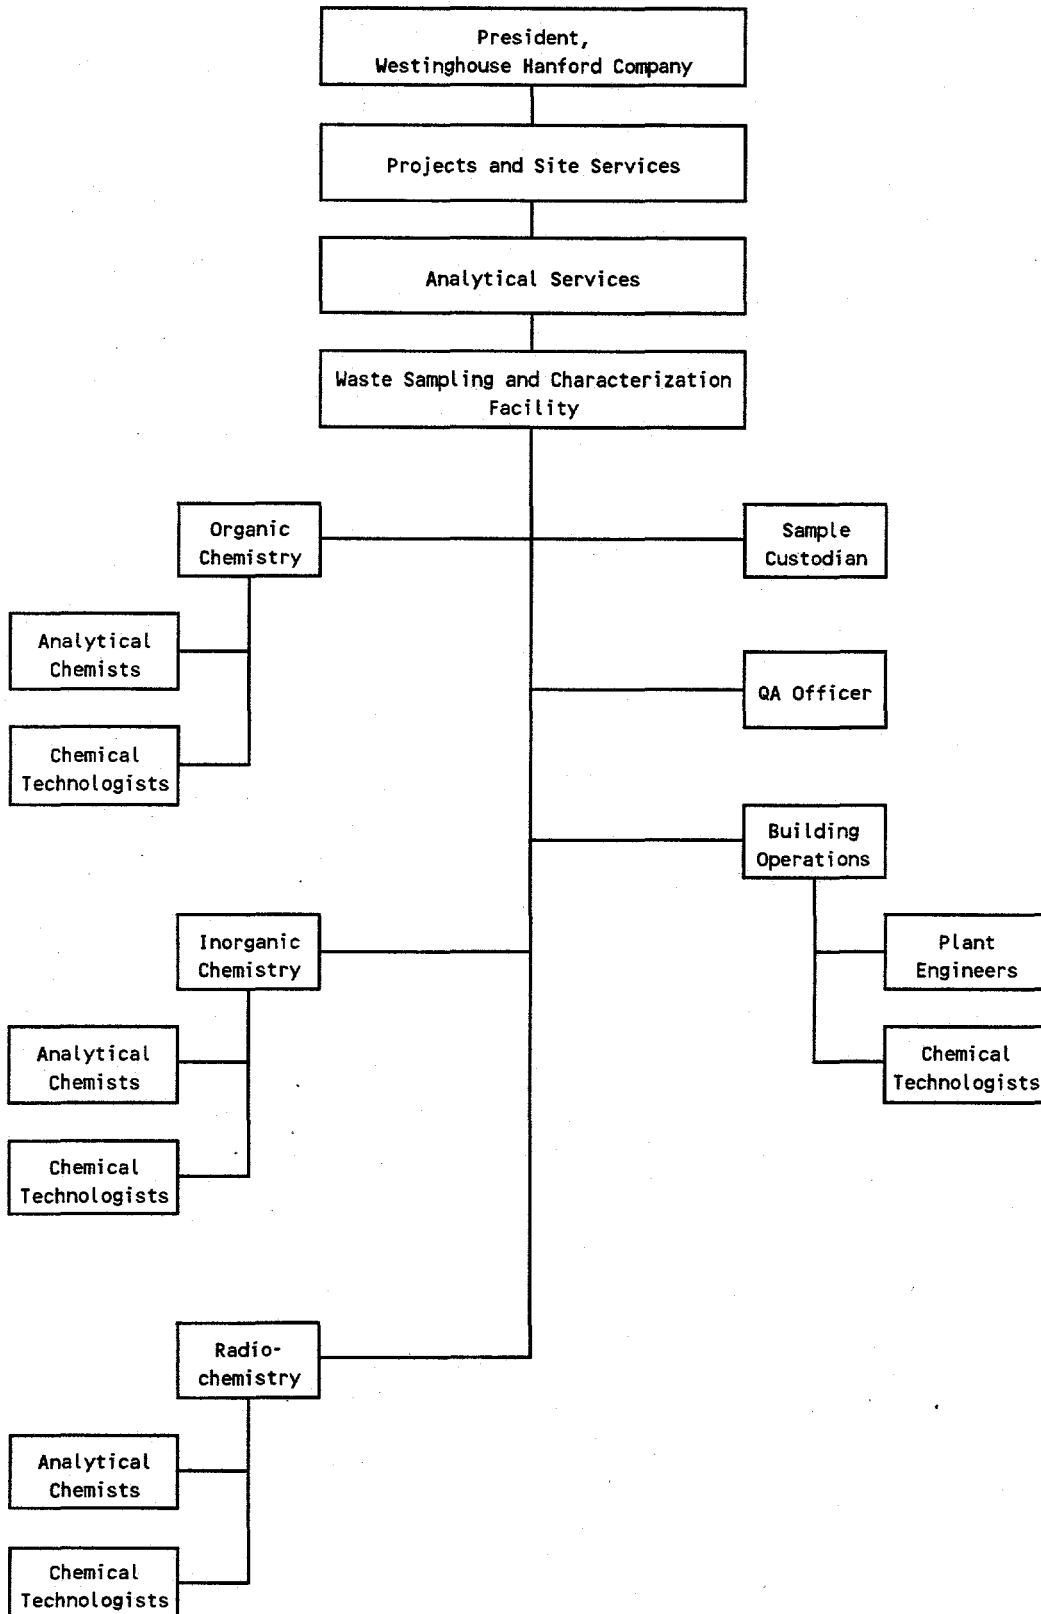 President,
Westinghouse Hanford Company
Projects and Site Services
Analytical Services
Waste Sampling and Characterization
Facility
Organic
Chemistry
Sample
Custodian
Analytical
Chemists
QA Officer
Chemical
Technologists
Building
Operations
Inorganic
Chemistry
Plant
Engineers
Analytical
Chemists
Chemical
Technologists
Chemical
Technologists
Radio-
chemistry
Analytical
Chemists
Chemical
Technologists